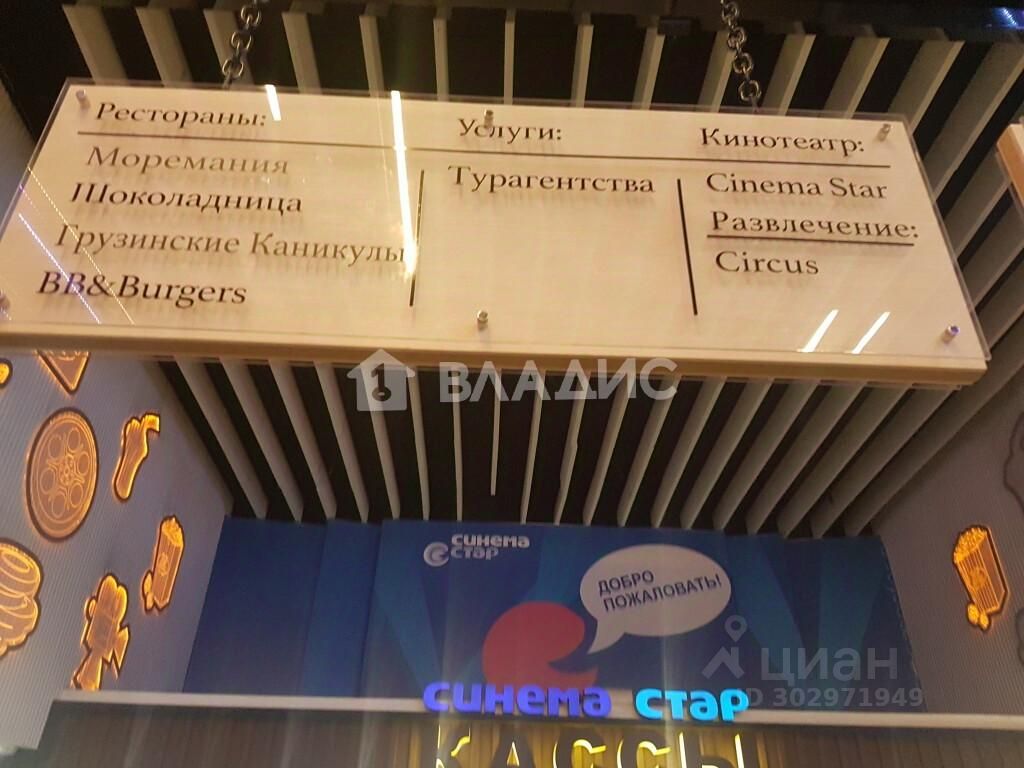 Рестораны:
Моремания
Шоколадница
Грузинские Каникулы
BB&Burgers
Услуги:
Турагентства
Кинотеатр:
Cinema Star
Развлечение:
Circus
ВЛАДИС
синема
стар
ДОБРО
ПОЖАЛОВАТЬ!
циан
ID 302971949
синема стар
КАССЫ